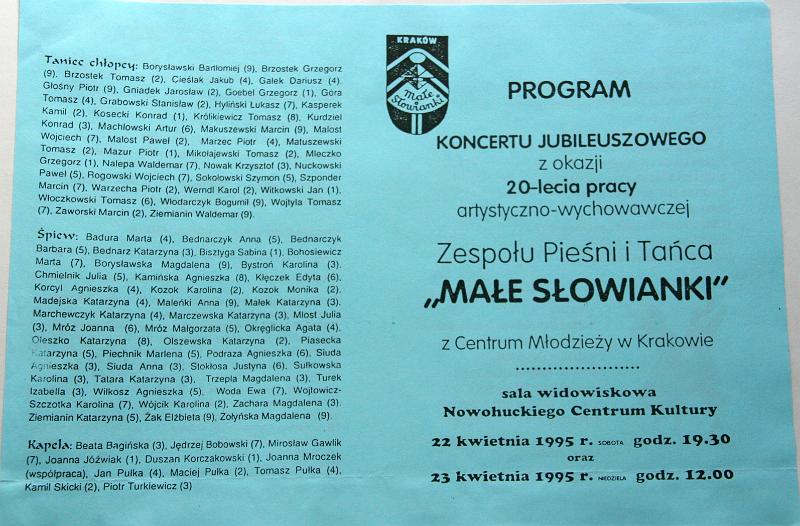 Taniec chłopcy: Borysławski Bartłomiej (9), Brzostek Grzegorz
(9), Brzostek Tomasz (2), Cieślak Jakub (4), Galek Dariusz (4),
Głośny Piotr (9), Gniadek Jarosław (2), Goebel Grzegorz (1), Góra
Tomasz (4), Grabowski Stanisław (2), Hyliński Łukasz (7), Kasperek
Kamil (2), Kosecki Konrad (1), Królikiewicz Tomasz (8), Kurdziel
Konrad (3), Machlowski Artur (6), Makuszewski Marcin (9), Malost
Wojciech (7), Malost Paweł (2), Marzec Piotr (4), Matuszewski
Tomasz (2), Mazur Piotr (1), Mikołajewski Tomasz (2), Mleczko
Grzegorz (1), Nalepa Waldemar (7), Nowak Krzysztof (3), Nuckowski
Paweł (5), Rogowski Wojciech (7), Sokołowski Szymon (5), Szponder
Marcin (7), Warzecha Piotr (2), Werndl Karol (2), Witkowski Jan (1),
Włoczkowski Tomasz (6), Włodarczyk Bogumił (9), Wojtyla Tomasz
(7), Zaworski Marcin (2), Ziemianin Waldemar (9).
Śpiew: Badura Marta (4), Bednarczyk Anna (5), Bednarczyk
Barbara (5), Bednarz Katarzyna (3), Bisztyga Sabina (1), Bohosiewicz
Marta (7), Borysławska Magdalena (9), Bystroń Karolina (3),
Chmielnik Julia (5), Kamińska Agnieszka (8), Kłęczek Edyta (6),
Korcyl Agnieszka (4), Kozok Karolina (2), Kozok Monika (2),
Madejska Katarzyna (4), Maleńki Anna (9), Małek Katarzyna (3),
Marchewczyk Katarzyna (4), Marczewska Katarzyna (3), Mlost Julia
(3), Mróz Joanna (6), Mróz Małgorzata (5), Okręglicka Agata (4),
Oleszko Katarzyna (8), Olszewska Katarzyna (2), Piasecka
Katarzyna (5), Piechnik Marlena (5), Podraza Agnieszka (6), Siuda
Agnieszka (3), Siuda Anna (3), Stokłosa Justyna (6), Sułkowska
Karolina (3), Tatara Katarzyna (3), Trzepla Magdalena (3), Turek
Izabella (3), Wilkosz Agnieszka (5), Woda Ewa (7), Wojtowicz-
Szczotka Karolina (7), Wójcik Karolina (2), Zachara Magdalena (3),
Ziemianin Katarzyna (5), Żak Elżbieta (9), Żołyńska Magdalena (9).
Kapela: Beata Bagińska (3), Jędrzej Bobowski (7), Mirosław Gawlik
(7), Joanna Jóźwiak (1), Duszan Korczakowski (1), Joanna Mroczek
(współpraca), Jan Pułka (4), Maciej Pułka (2), Tomasz Pułka (4),
Kamil Skicki (2), Piotr Turkiewicz (3)
KRAKÓW
Małe
Słowianki
PROGRAM
KONCERTU JUBILEUSZOWEGO
z okazji
20-lecia pracy
artystyczno-wychowawczej
Zespołu Pieśni i Tańca
„MAŁE SŁOWIANKI”
z Centrum Młodzieży w Krakowie
........................
sala widowiskowa
Nowohuckiego Centrum Kultury
22 kwietnia 1995 r. SOBOTA godz. 19.30
oraz
23 kwietnia 1995 r. NIEDZIELA godz. 12.00